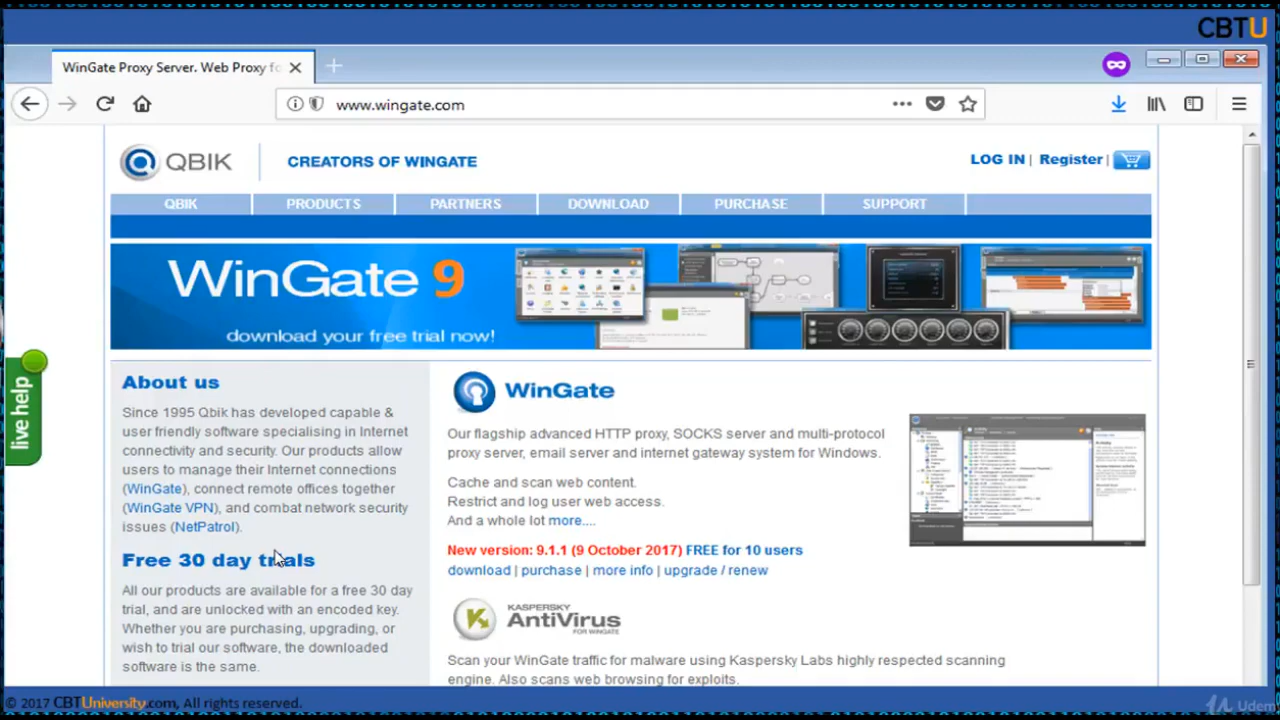 CBTU
WinGate Proxy Server. Web Proxy fo
www.wingate.com
QBIK
CREATORS OF WINGATE
LOG IN | Register |
QBIK PRODUCTS PARTNERS DOWNLOAD PURCHASE SUPPORT
WinGate 9
download your free trial now!
live help
About us
Since 1995 Qbik has developed capable &
user friendly software specialising in Internet
connectivity and security. Our products allow
users to manage their Internet connections
(WinGate), connect remote offices together
(WinGate VPN), and combat network security
issues (NetPatrol).
Free 30 day trials
All our products are available for a free 30 day
trial, and are unlocked with an encoded key.
Whether you are purchasing, upgrading, or
wish to trial our software, the downloaded
software is the same.
WinGate
Our flagship advanced HTTP proxy, SOCKS server and multi-protocol
proxy server, email server and internet gateway system for Windows.
Cache and scan web content.
Restrict and log user web access.
And a whole lot more....
New version: 9.1.1 (9 October 2017) FREE for 10 users
download | purchase | more info | upgrade / renew
KASPERSKY
AntiVirus
FOR WINGATE
Scan your WinGate traffic for malware using Kaspersky Labs highly respected scanning
engine. Also scans web browsing for exploits.
© 2017 CBTUniversity.com, All rights reserved.
Udemy